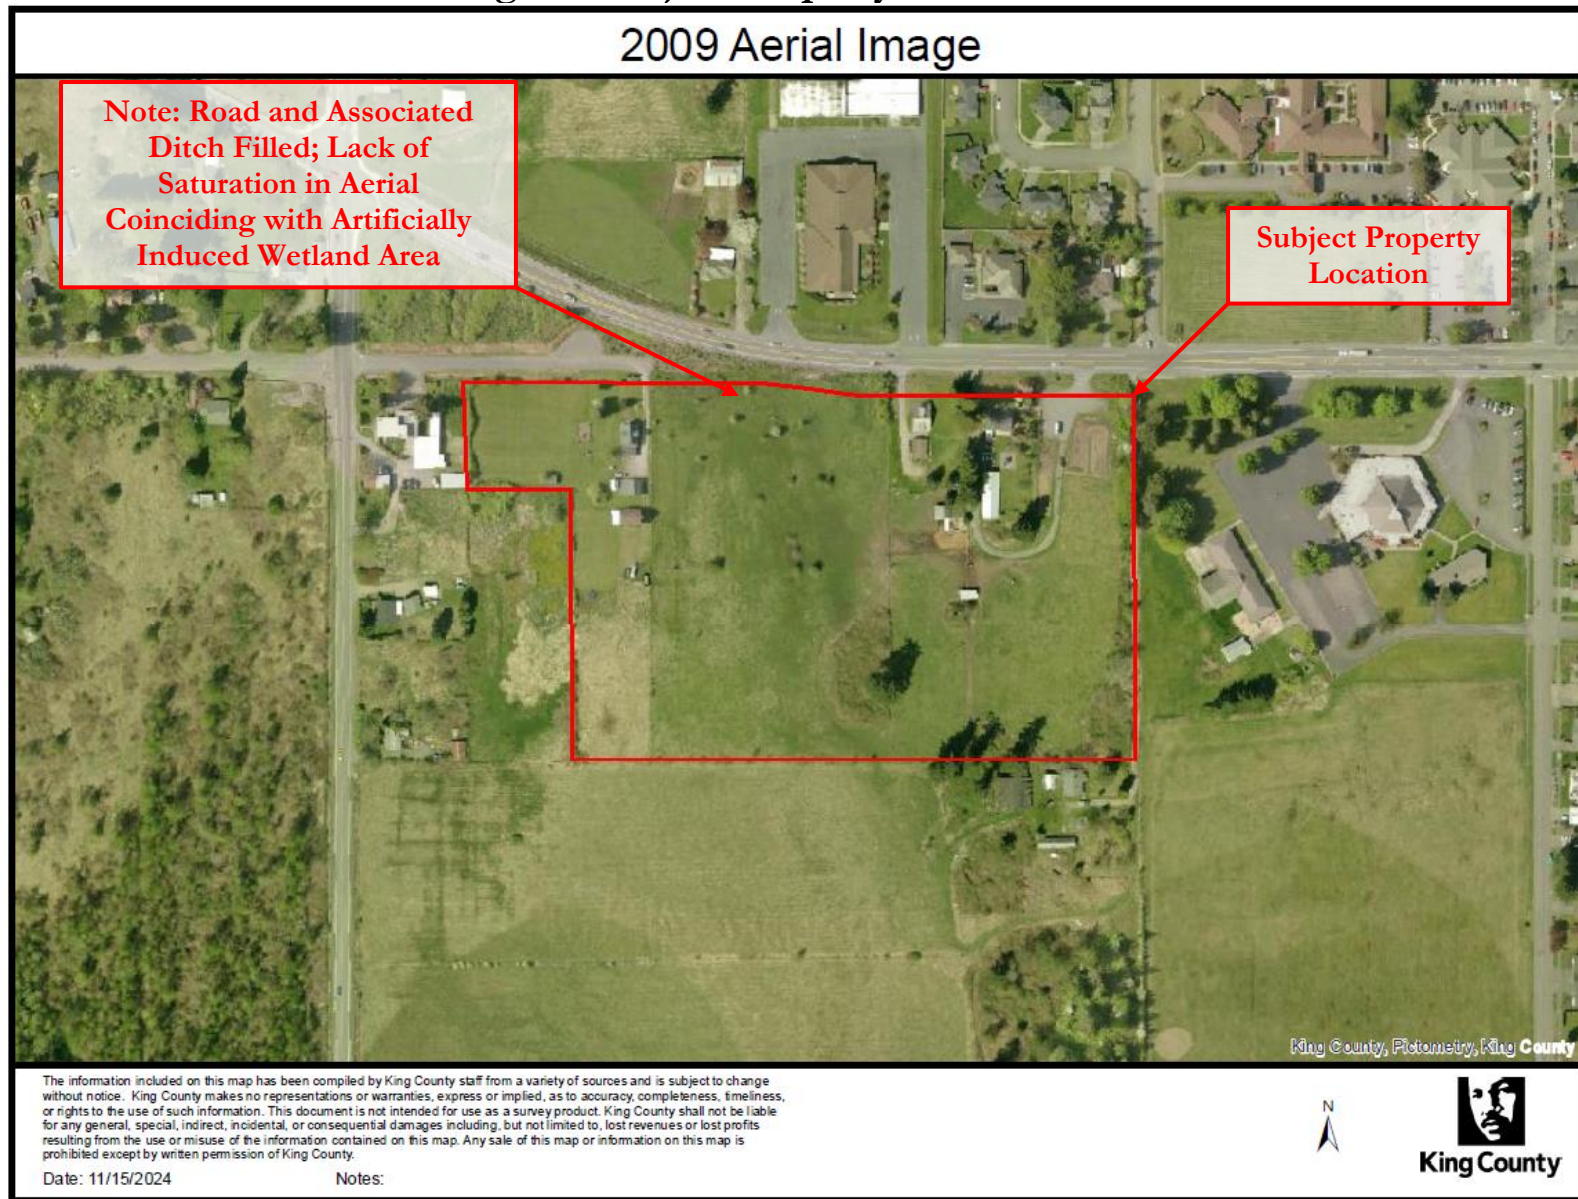 2009 Aerial Image
Note: Road and Associated
Ditch Filled; Lack of
Saturation in Aerial
Coinciding with Artificially
Induced Wetland Area
Subject Property
Location
King County, Pictometry, King County
The information included on this map has been compiled by King County staff from a variety of sources and is subject to change
without notice. King County makes no representations or warranties, express or implied, as to accuracy, completeness, timeliness,
or rights to the use of such information. This document is not intended for use as a survey product. King County shall not be liable
for any general, special, indirect, incidental, or consequential damages including, but not limited to, lost revenues or lost profits
resulting from the use or misuse of the information contained on this map. Any sale of this map or information on this map is
prohibited except by written permission of King County.
Date: 11/15/2024 Notes:
N
King County